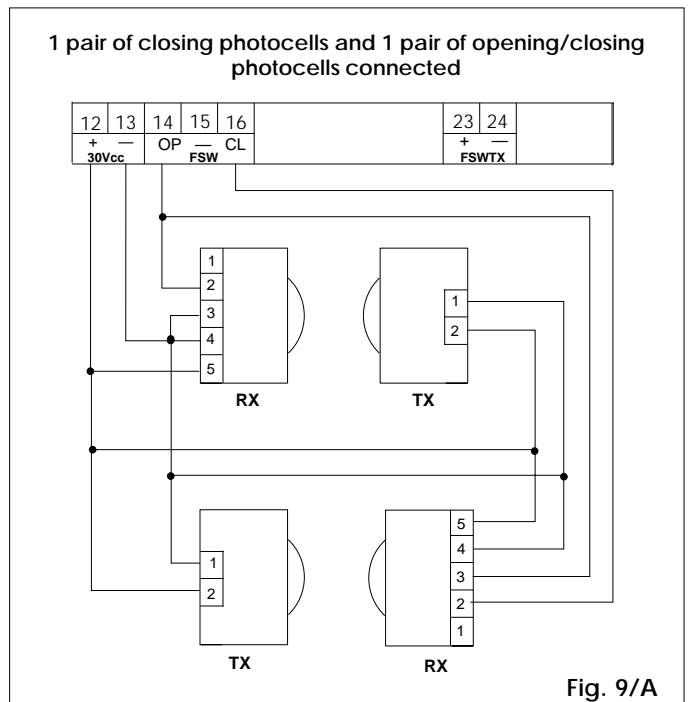 1 pair of closing photocells and 1 pair of opening/closing
photocells connected
12 13 14 15 16 23 24
+ — OP — CL + —
30Vcc FSW FSWTX
1
2
3
4
5
RX
1
2
TX
1
2
TX
5
4
3
2
1
RX
Fig. 9/A